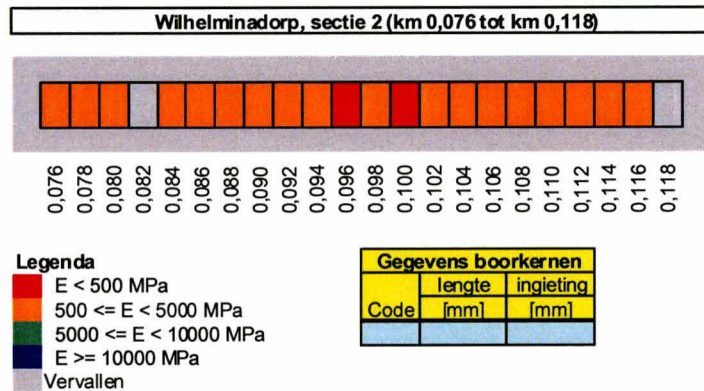 Wilhelminadorp, sectie 2 (km 0,076 tot km 0,118)
0,076 0,078 0,080 0,082 0,084 0,086 0,088 0,090 0,092 0,094 0,096 0,098 0,100 0,102 0,104 0,106 0,108 0,110 0,112 0,114 0,116 0,118
Legenda
E < 500 MPa
500 <= E < 5000 MPa
5000 <= E < 10000 MPa
E >= 10000 MPa
Vervallen
Gegevens boorkernen
lengte ingieting
Code [mm] [mm]